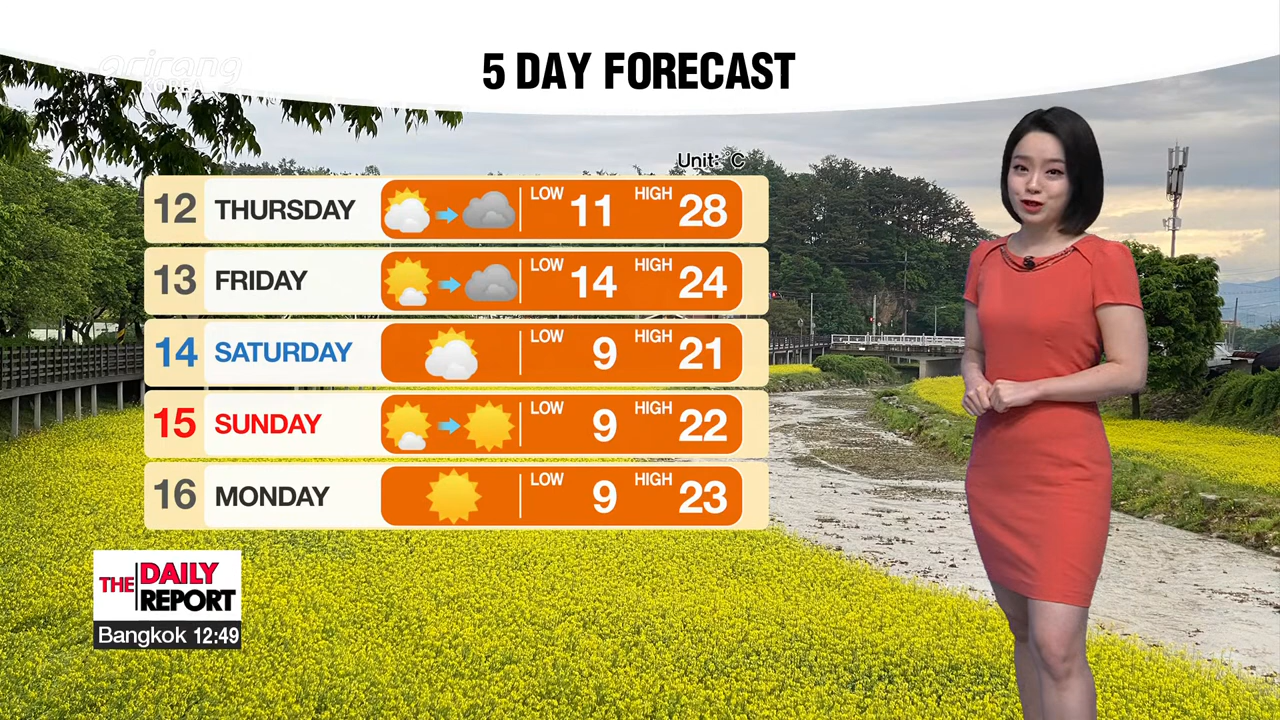 arirang
KOREA
5 DAY FORECAST
Unit: °C
12 THURSDAY LOW 11 HIGH 28
13 FRIDAY LOW 14 HIGH 24
14 SATURDAY LOW 9 HIGH 21
15 SUNDAY LOW 9 HIGH 22
16 MONDAY LOW 9 HIGH 23
THE DAILY
REPORT
Bangkok 12:49